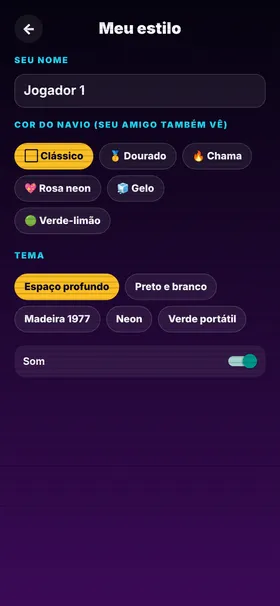 Meu estilo
SEU NOME
Jogador 1
COR DO NAVIO (SEU AMIGO TAMBÉM VÊ)
Clássico 🏅 Dourado 🔥 Chama
💖 Rosa neon 🧊 Gelo
🟢 Verde-limão
TEMA
Espaço profundo Preto e branco
Madeira 1977 Neon Verde portátil
Som